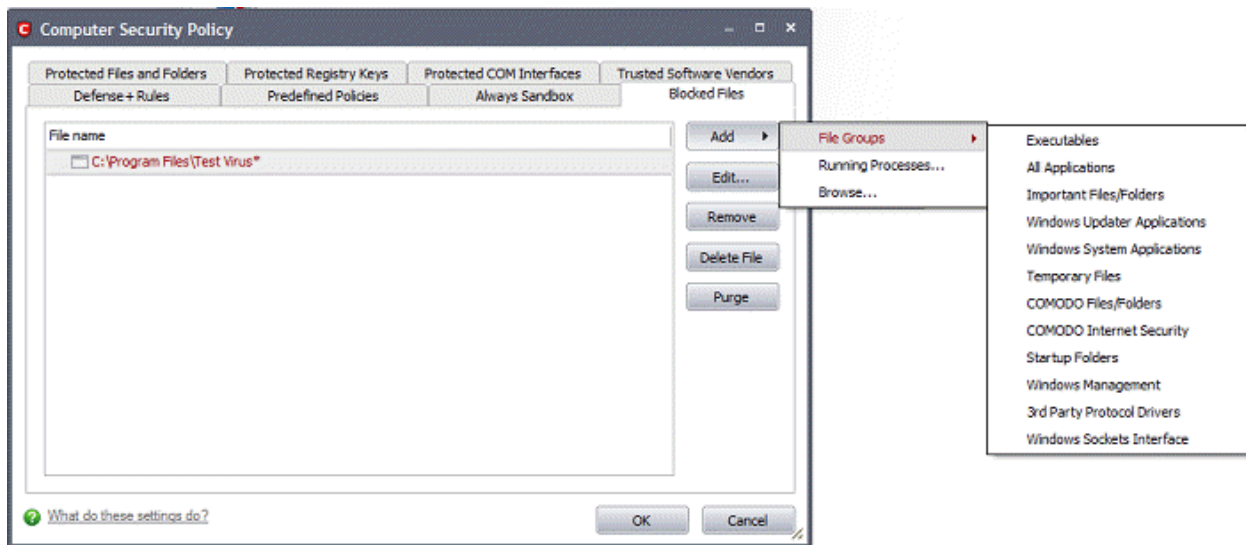 Computer Security Policy
Protected Files and Folders Protected Registry Keys Protected COM Interfaces Trusted Software Vendors
Defense+ Rules Predefined Policies Always Sandbox Blocked Files
File name
C:\Program Files\Test Virus*
Add
Edit...
Remove
Delete File
Purge
File Groups
Running Processes...
Browse...
Executables
All Applications
Important Files/Folders
Windows Updater Applications
Windows System Applications
Temporary Files
COMODO Files/Folders
COMODO Internet Security
Startup Folders
Windows Management
3rd Party Protocol Drivers
Windows Sockets Interface
What do these settings do?
OK Cancel